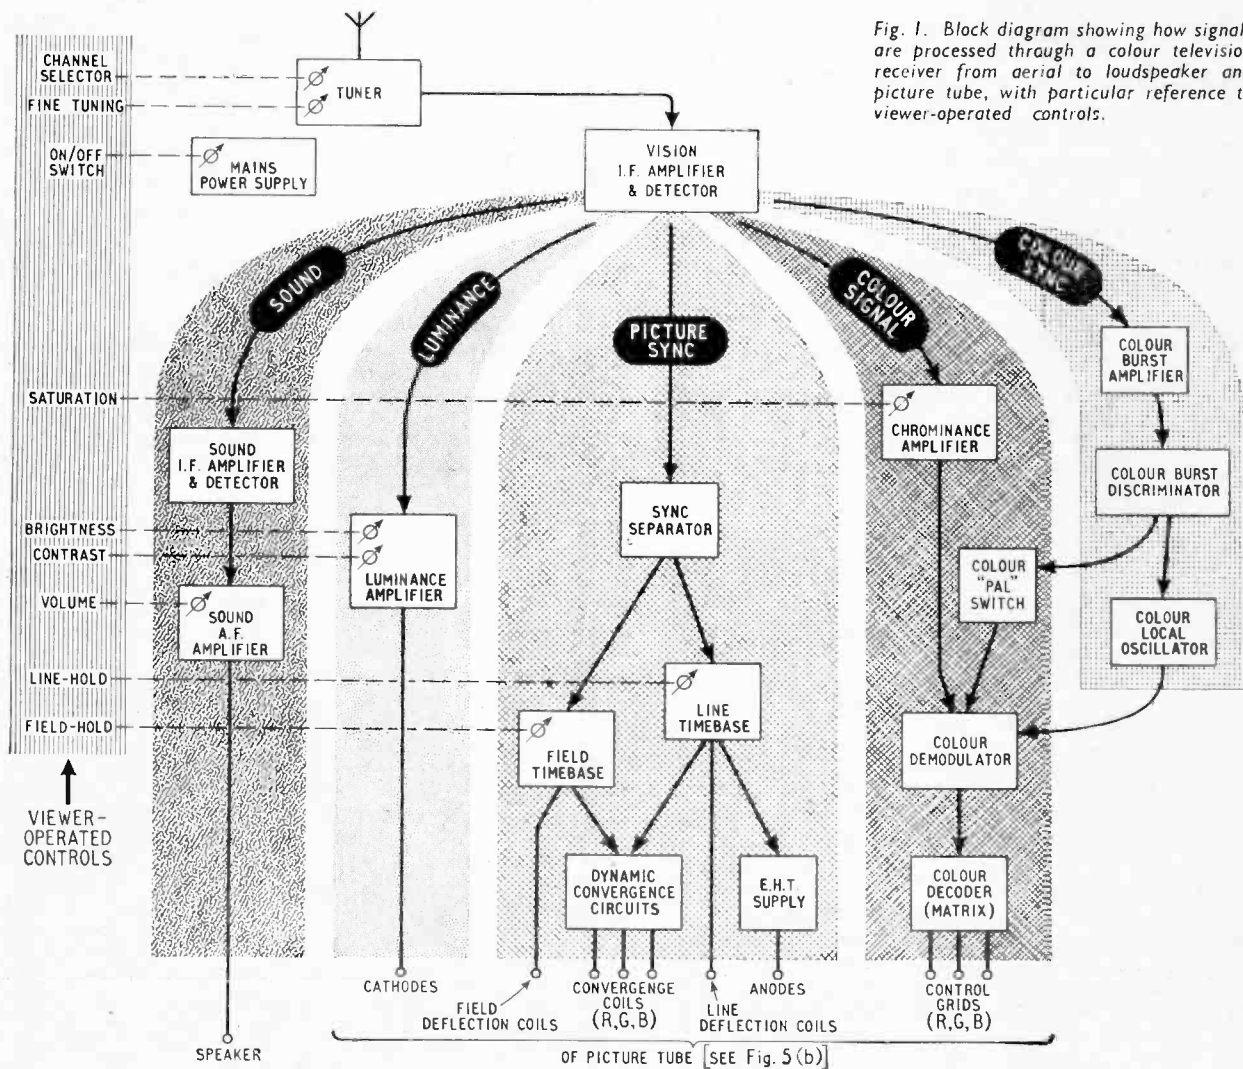 Fig. 1. Block diagram showing how signal
are processed through a colour television
receiver from aerial to loudspeaker an
picture tube, with particular reference t
viewer-operated controls.
CHANNEL
SELECTOR
FINE TUNING
ON/OFF
SWITCH
SATURATION
BRIGHTNESS
CONTRAST
VOLUME
LINE-HOLD
FIELD-HOLD
VIEWER-
OPERATED
CONTROLS
TUNER
MAINS
POWER SUPPLY
VISION
I.F. AMPLIFIER
& DETECTOR
SOUND
LUMINANCE
PICTURE
SYNC
COLOUR
SIGNAL
COLOUR
SYNC
SOUND
I.F. AMPLIFIER
& DETECTOR
SOUND
A.F.
AMPLIFIER
LUMINANCE
AMPLIFIER
SYNC
SEPARATOR
FIELD
TIMEBASE
LINE
TIMEBASE
DYNAMIC
CONVERGENCE
CIRCUITS
E.H.T
SUPPLY
CHROMINANCE
AMPLIFIER
COLOUR
BURST
AMPLIFIER
COLOUR BURST
DISCRIMINATOR
COLOUR
"PAL"
SWITCH
COLOUR
LOCAL
OSCILLATOR
COLOUR
DEMODULATOR
COLOUR
DECODER
(MATRIX)
SPEAKER
CATHODES
FIELD
DEFLECTION COILS
CONVERGENCE
COILS
(R,G,B)
LINE
DEFLECTION COILS
ANODES
CONTROL
GRIDS
(R,G,B)
OF PICTURE TUBE [SEE Fig. 5(b)]